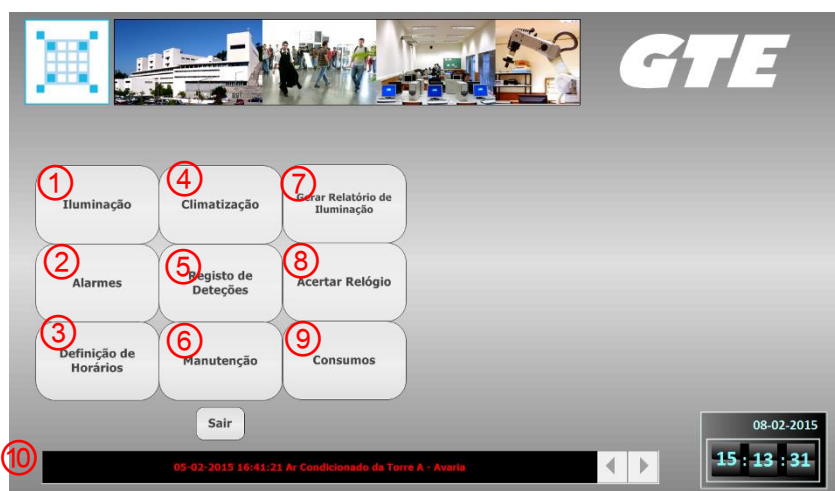 GTE
1
Iluminação
4
Climatização
7
Gerar Relatório de
Iluminação
2
Alarmes
5
Registo de
Deteções
8
Acertar Relógio
3
Definição de
Horários
6
Manutenção
9
Consumos
Sair
08-02-2015
15:13:31
10
05-02-2015 16:41:21 Ar Condicionado da Torre A - Avaria